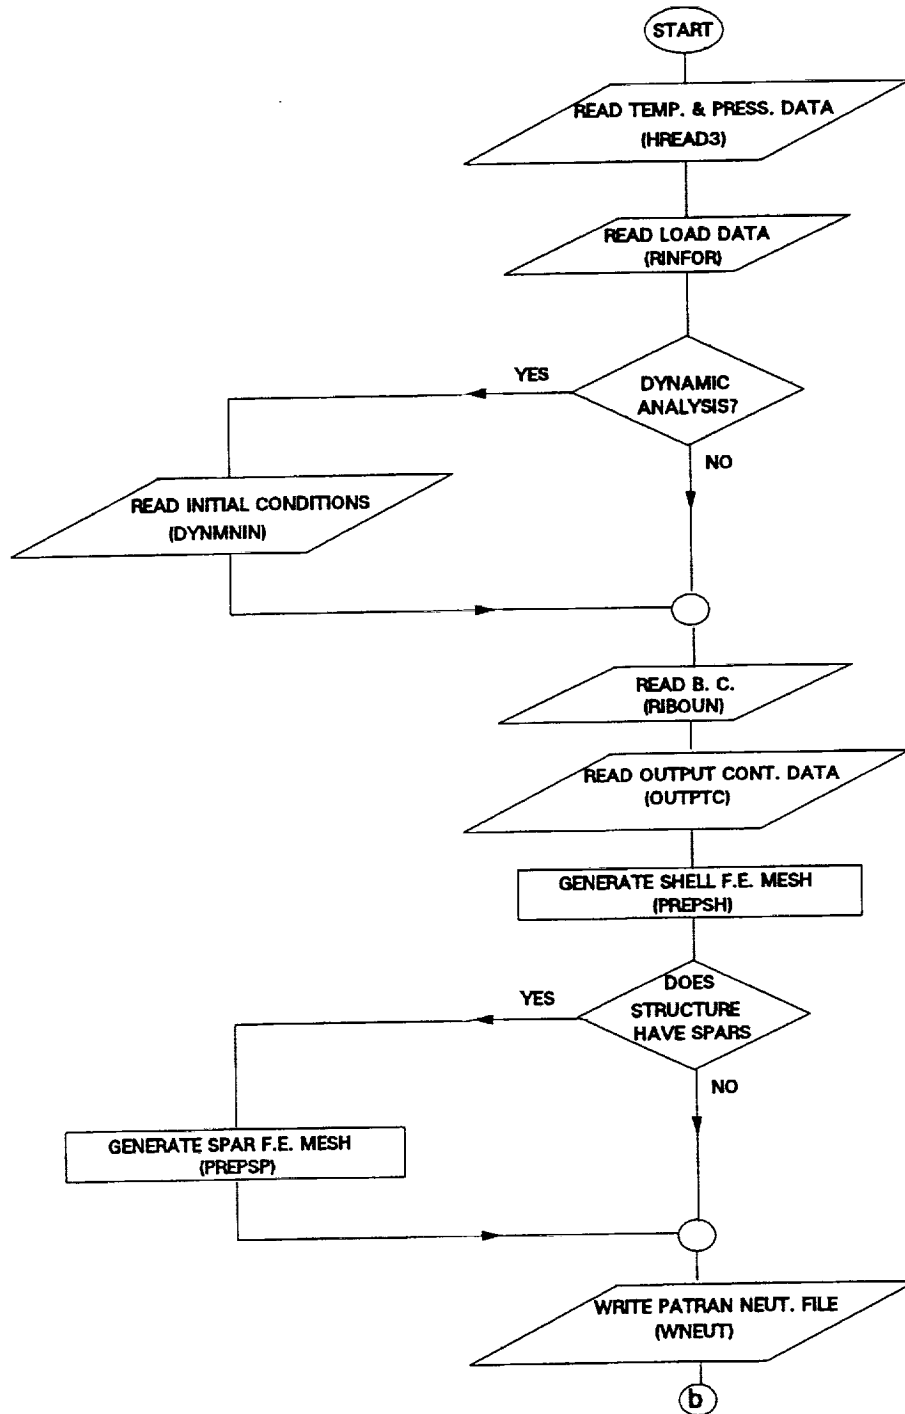 START
READ TEMP. & PRESS. DATA
(HREAD3)
READ LOAD DATA
(RINFOR)
YES
DYNAMIC
ANALYSIS?
NO
READ INITIAL CONDITIONS
(DYNMNIN)
READ B. C.
(RIBOUN)
READ OUTPUT CONT. DATA
(OUTPTC)
GENERATE SHELL F.E. MESH
(PREPSH)
YES
DOES
STRUCTURE
HAVE SPARS
NO
GENERATE SPAR F.E. MESH
(PREPSP)
WRITE PATRAN NEUT. FILE
(WNEUT)
b